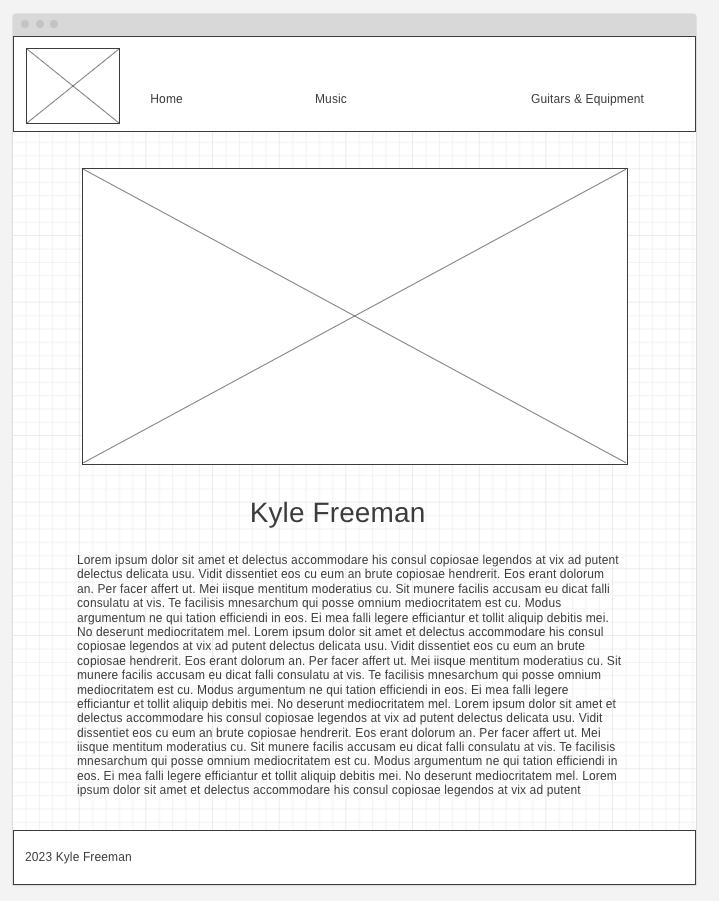 Home Music Guitars & Equipment
Kyle Freeman
Lorem ipsum dolor sit amet et delectus accommodare his consul copiosae legendos at vix ad putent
delectus delicata usu. Vidit dissentiet eos cu eum an brute copiosae hendrerit. Eos erant dolorum
an. Per facer affert ut. Mei iisque mentitum moderatius cu. Sit munere facilis accusam eu dicat falli
consulatu at vis. Te facilisis mnesarchum qui posse omnium mediocritatem est cu. Modus
argumentum ne qui tation efficiendi in eos. Ei mea falli legere efficiantur et tollit aliquip debitis mei.
No deserunt mediocritatem mel. Lorem ipsum dolor sit amet et delectus accommodare his consul
copiosae legendos at vix ad putent delectus delicata usu. Vidit dissentiet eos cu eum an brute
copiosae hendrerit. Eos erant dolorum an. Per facer affert ut. Mei iisque mentitum moderatius cu. Sit
munere facilis accusam eu dicat falli consulatu at vis. Te facilisis mnesarchum qui posse omnium
mediocritatem est cu. Modus argumentum ne qui tation efficiendi in eos. Ei mea falli legere
efficiantur et tollit aliquip debitis mei. No deserunt mediocritatem mel. Lorem ipsum dolor sit amet et
delectus accommodare his consul copiosae legendos at vix ad putent delectus delicata usu. Vidit
dissentiet eos cu eum an brute copiosae hendrerit. Eos erant dolorum an. Per facer affert ut. Mei
iisque mentitum moderatius cu. Sit munere facilis accusam eu dicat falli consulatu at vis. Te facilisis
mnesarchum qui posse omnium mediocritatem est cu. Modus argumentum ne qui tation efficiendi in
eos. Ei mea falli legere efficiantur et tollit aliquip debitis mei. No deserunt mediocritatem mel. Lorem
ipsum dolor sit amet et delectus accommodare his consul copiosae legendos at vix ad putent
2023 Kyle Freeman